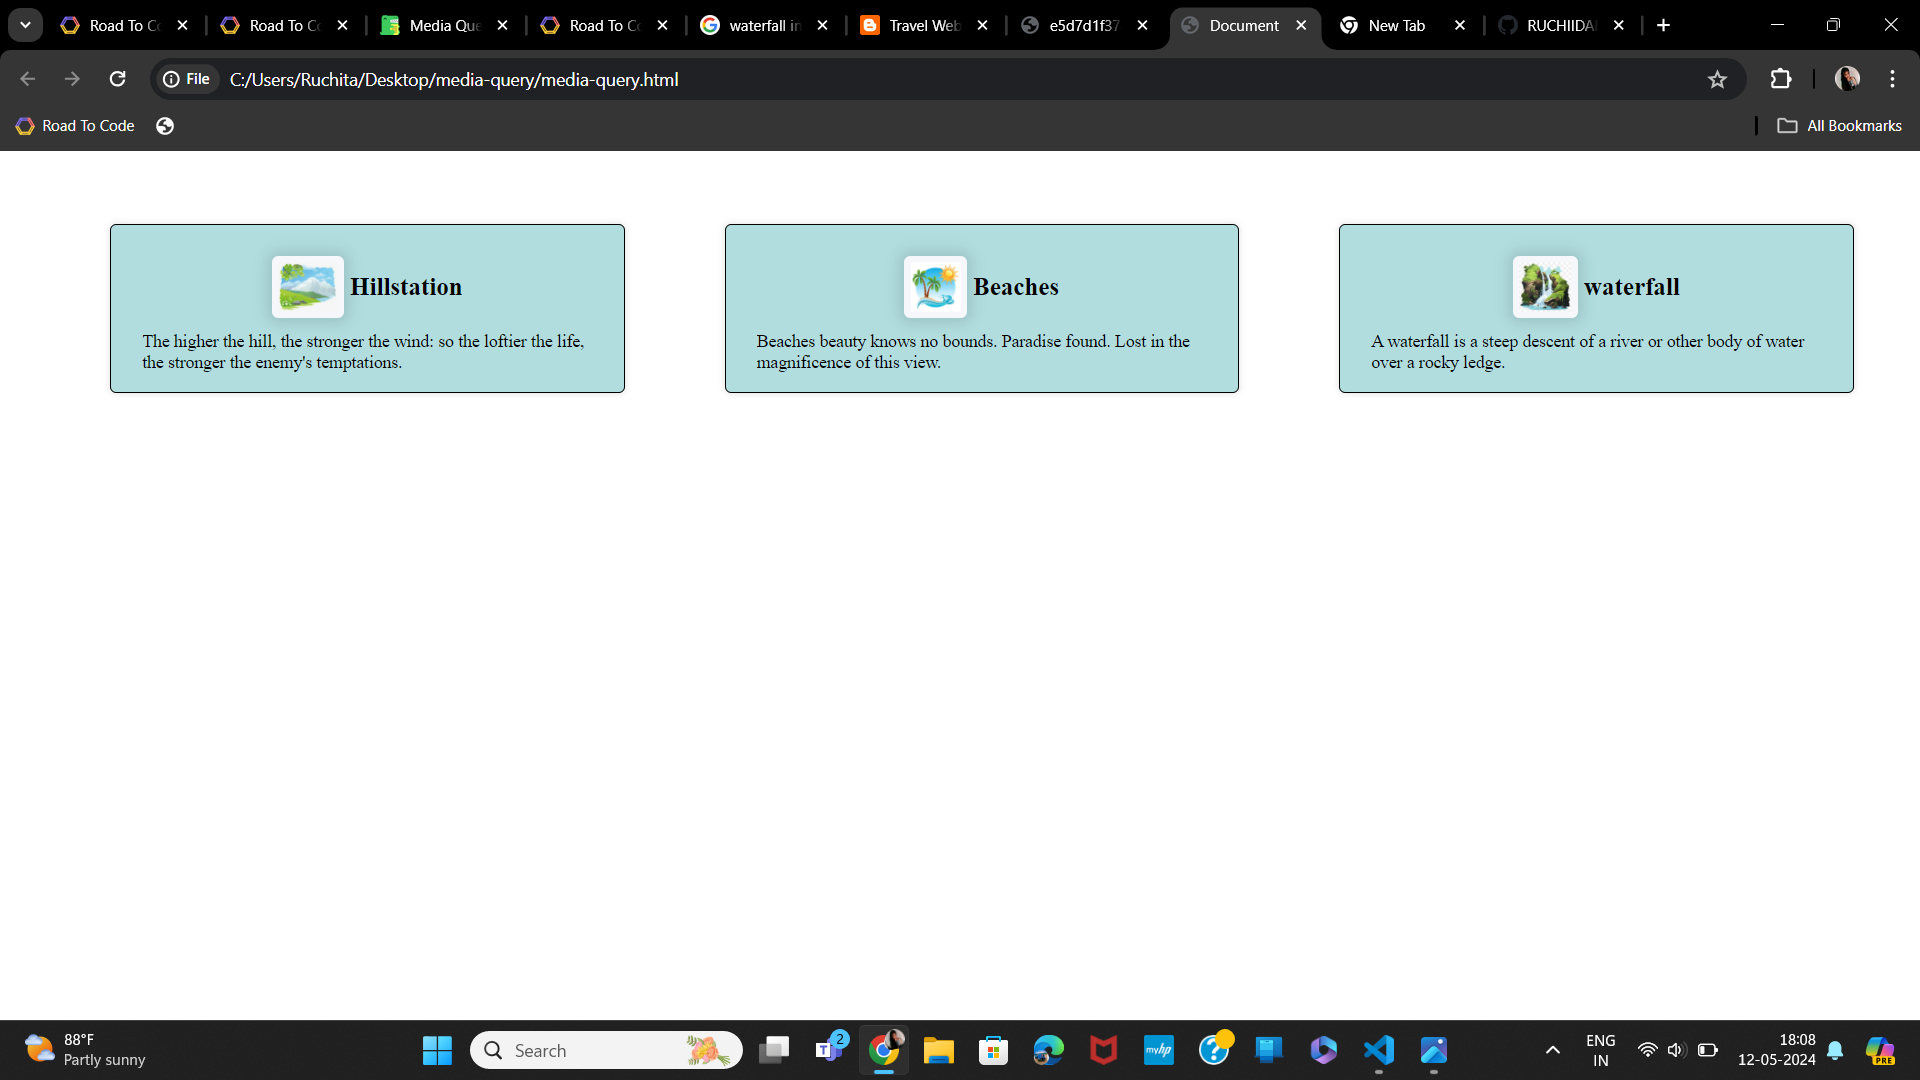 Road To Co
Road To Co
Media Que
Road To Co
waterfall in
Travel Web
e5d7d1f37
Document
New Tab
RUCHIIDA
File
C:/Users/Ruchita/Desktop/media-query/media-query.html
Road To Code
All Bookmarks
Hillstation
The higher the hill, the stronger the wind: so the loftier the life,
the stronger the enemy's temptations.
Beaches
Beaches beauty knows no bounds. Paradise found. Lost in the
magnificence of this view.
waterfall
A waterfall is a steep descent of a river or other body of water
over a rocky ledge.
88°F
Partly sunny
Search
T
2
myhp
?
ENG
IN
18:08
12-05-2024
PRE